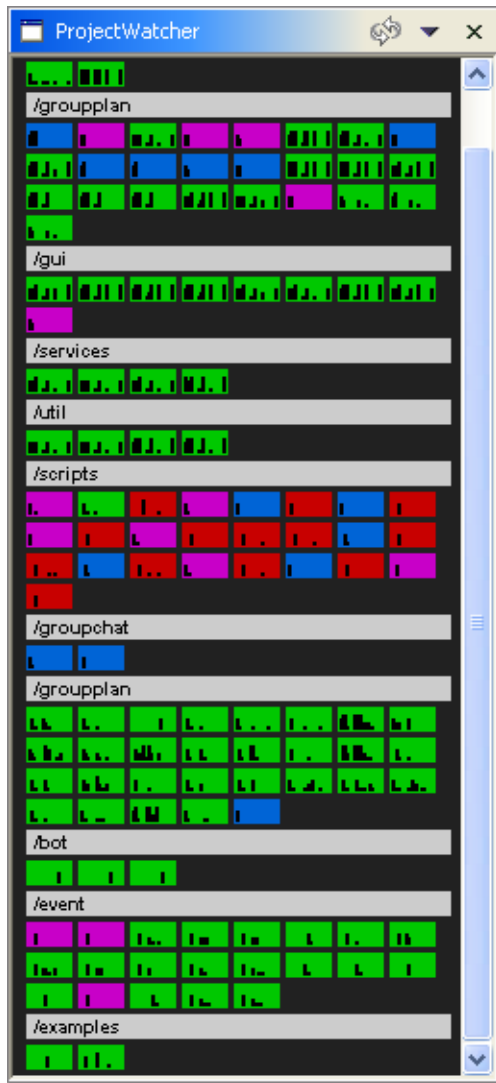 ProjectWatcher
/groupplan
/gui
/services
/util
/scripts
/groupchat
/groupplan
/bot
/event
/examples